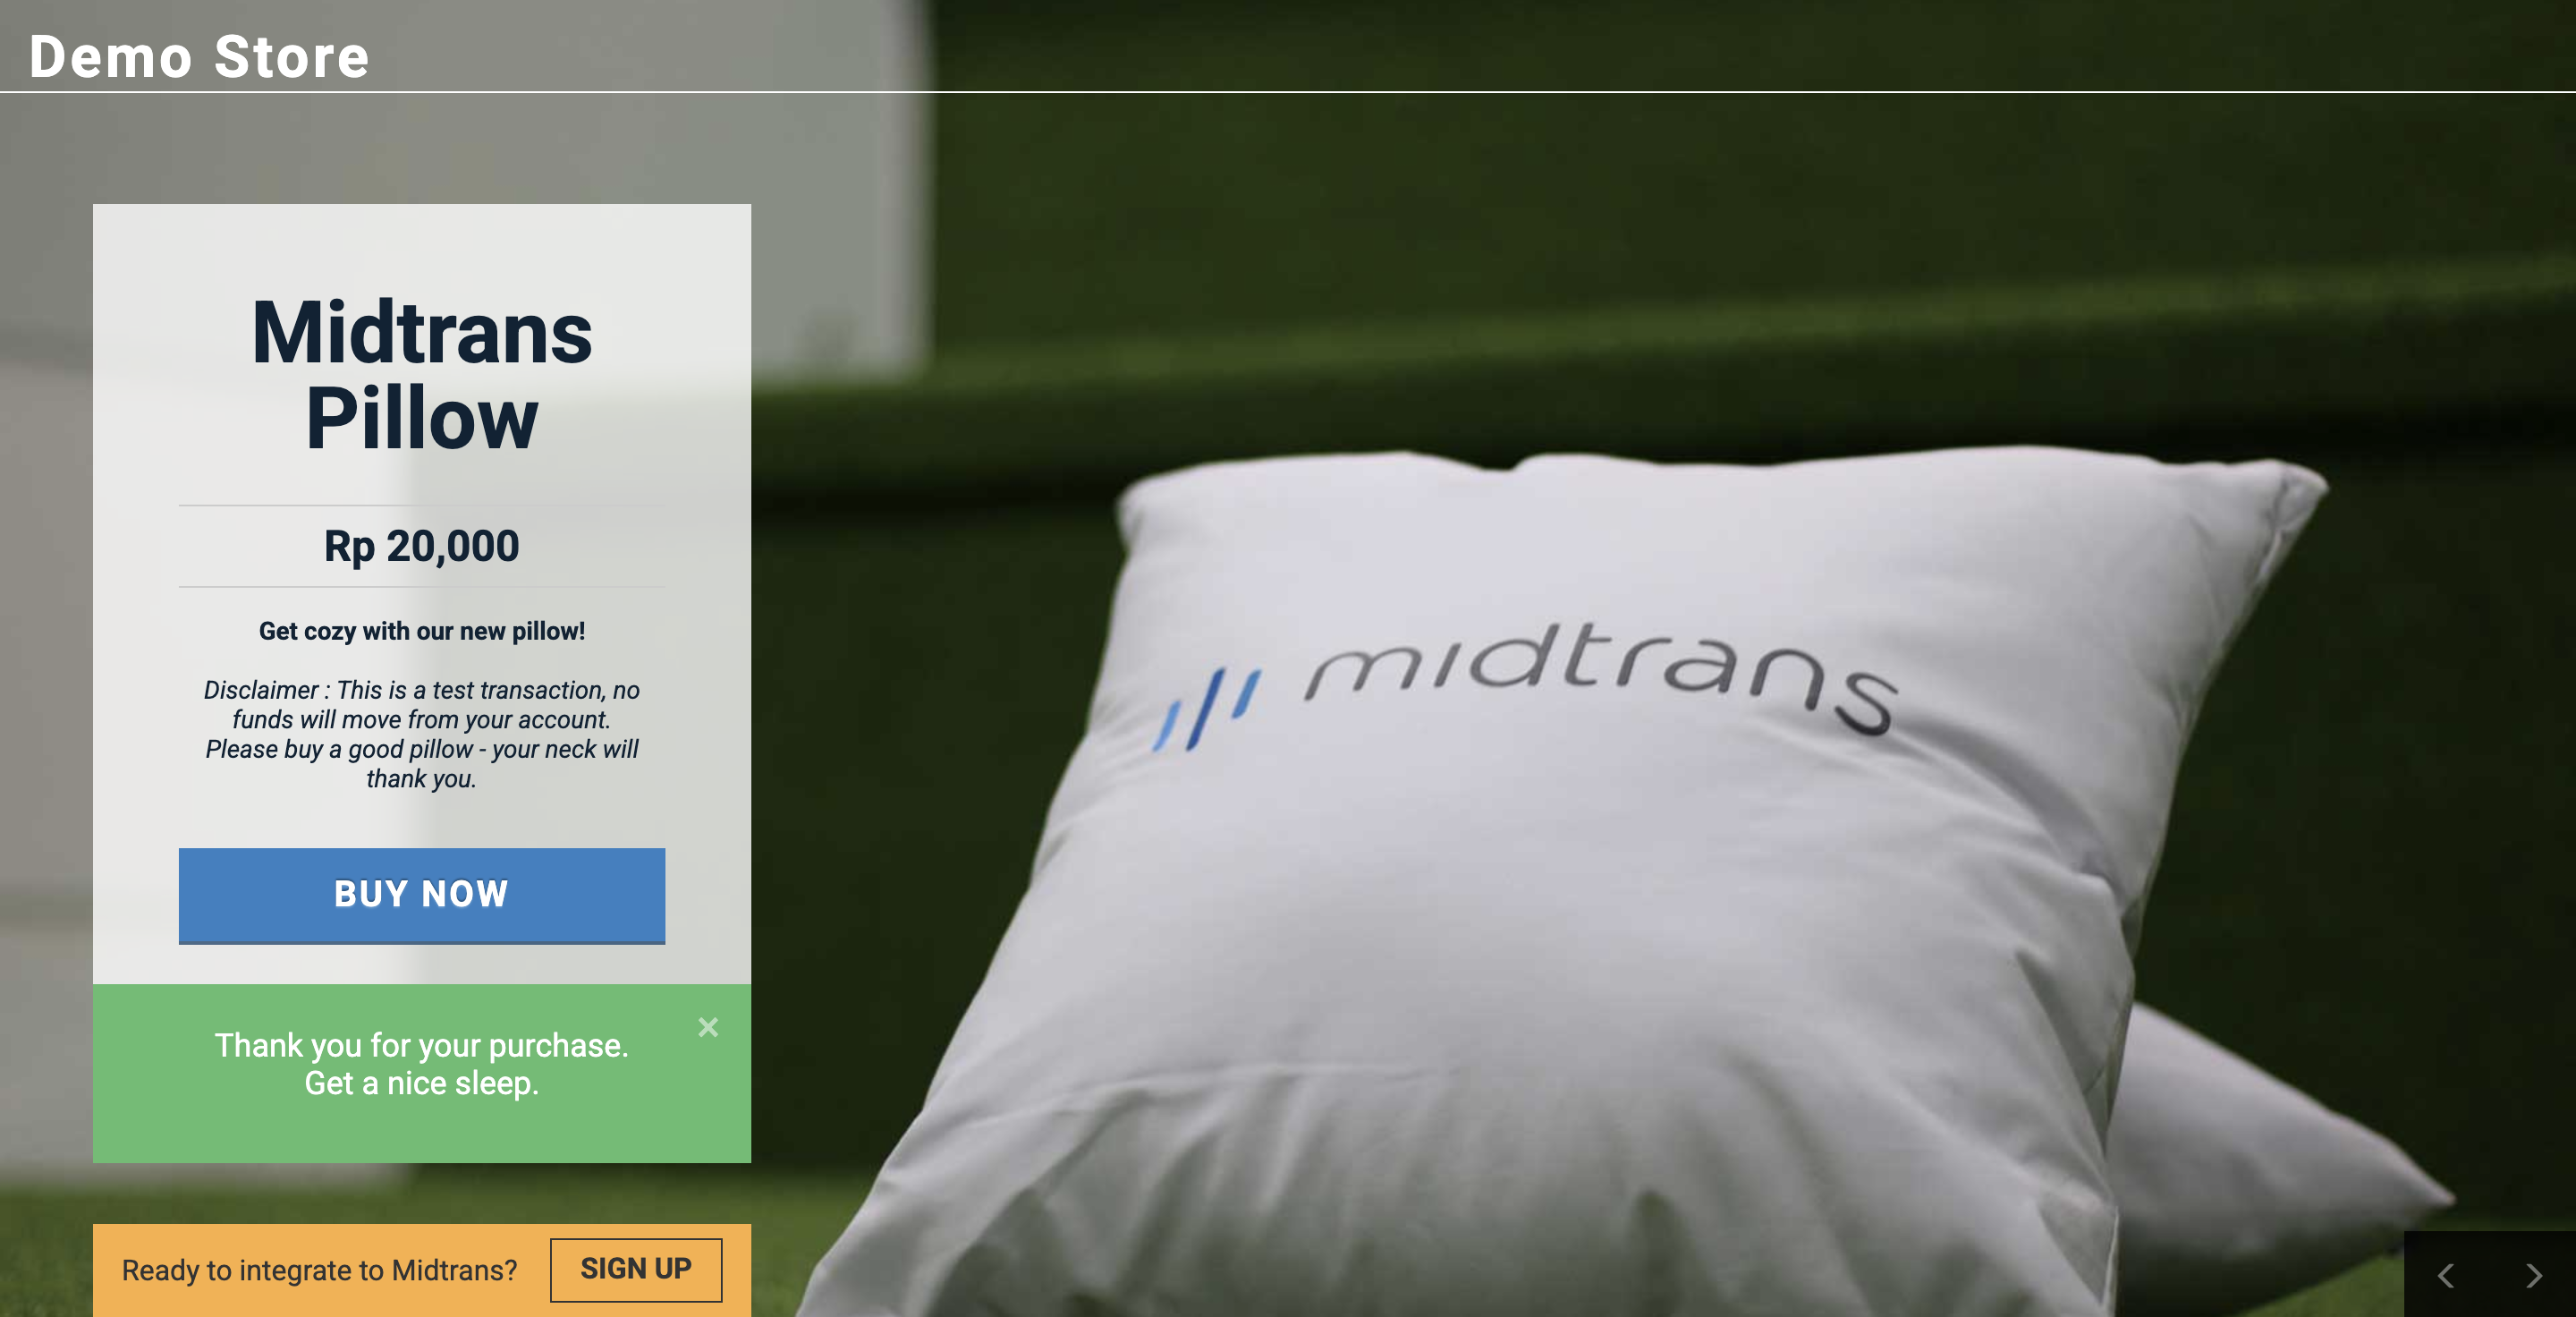 Demo Store
Midtrans
Pillow
Rp 20,000
Get cozy with our new pillow!
Disclaimer : This is a test transaction, no
funds will move from your account.
Please buy a good pillow - your neck will
thank you.
BUY NOW
Thank you for your purchase.
Get a nice sleep.
Ready to integrate to Midtrans?
SIGN UP
midtrans